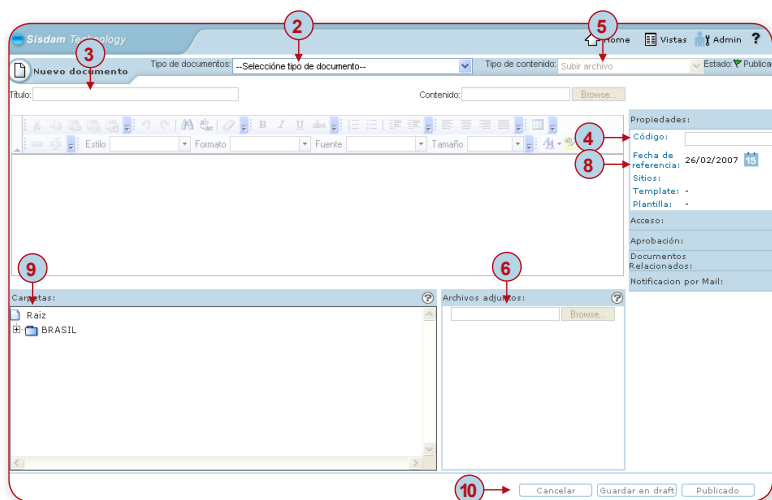 Sisdam Technology
2
5
3
Home Vistas Admin ?
Nuevo documento
Tipo de documentos: --Seleccióne tipo de documento--
Tipo de contenido: Subir archivo
Estado: Publica
Título:
Contenido: Browse...
Propiedades:
4 Código:
8 Fecha de referencia: 26/02/2007 15
Sitios:
Template: -
Plantilla: -
Acceso:
Aprobación:
Documentos
Relacionados:
Notificacion por Mail:
Estilo Formato Fuente Tamaño
9
6
Carpetas: ?
Archivos adjuntos: ?
Raiz
BRASIL
Browse...
10 Cancelar Guardar en draft Publicado